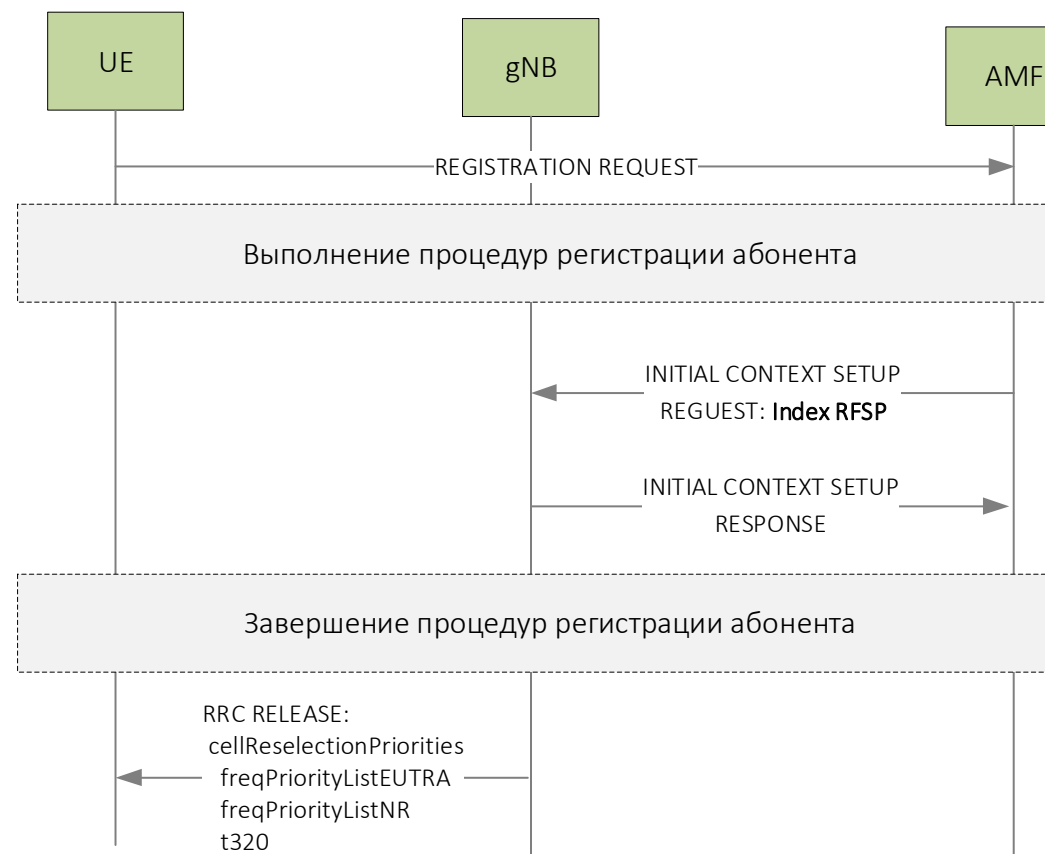 UE
gNB
AMF
REGISTRATION REQUEST
Выполнение процедур регистрации абонента
INITIAL CONTEXT SETUP
REGUEST: Index RFSP
INITIAL CONTEXT SETUP
RESPONSE
Завершение процедур регистрации абонента
RRC RELEASE:
cellReselectionPriorities
freqPriorityListEUTRA
freqPriorityListNR
t320